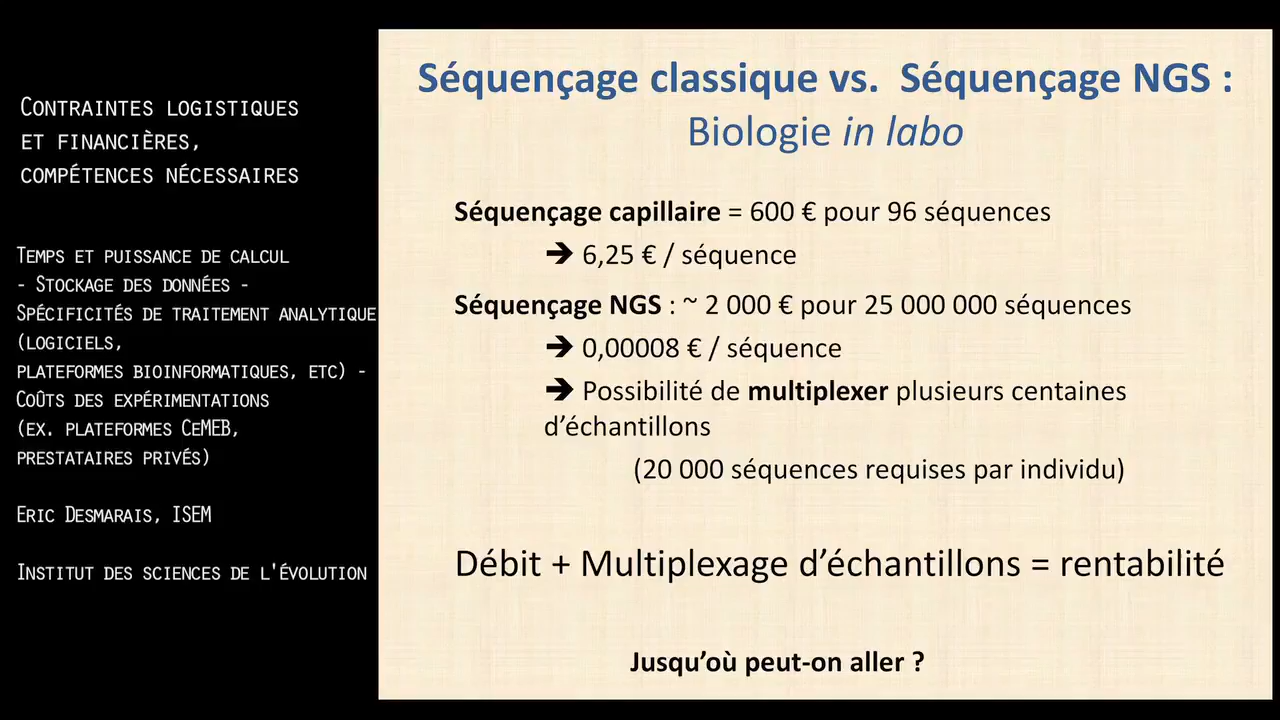 Contraintes logistiques
et financières,
compétences nécessaires
Temps et puissance de calcul
- Stockage des données -
Spécificités de traitement analytique
(logiciels,
plateformes bioinformatiques, etc) -
Coûts des expérimentations
(ex. plateformes CeMEB,
prestataires privés)
Eric Desmarais, ISEM
Institut des sciences de l'évolution
Séquençage classique vs. Séquençage NGS :
Biologie in labo
Séquençage capillaire = 600 € pour 96 séquences
➔ 6,25 € / séquence
Séquençage NGS : ~ 2 000 € pour 25 000 000 séquences
➔ 0,00008 € / séquence
➔ Possibilité de multiplexer plusieurs centaines
d’échantillons
(20 000 séquences requises par individu)
Débit + Multiplexage d’échantillons = rentabilité
Jusqu’où peut-on aller ?